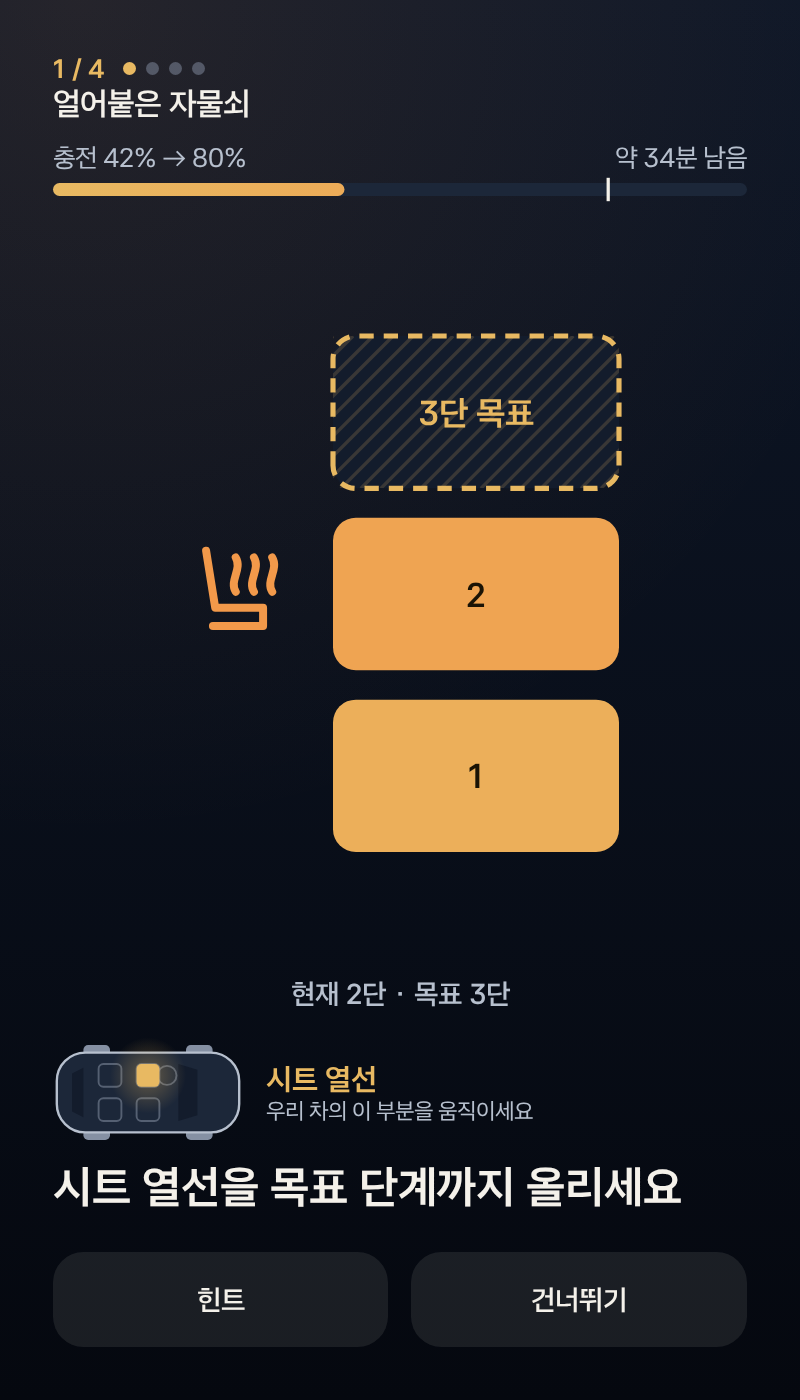 1 / 4
얼어붙은 자물쇠
충전 42% → 80%
약 34분 남음
3단 목표
2
1
현재 2단 · 목표 3단
시트 열선
우리 차의 이 부분을 움직이세요
시트 열선을 목표 단계까지 올리세요
힌트
건너뛰기